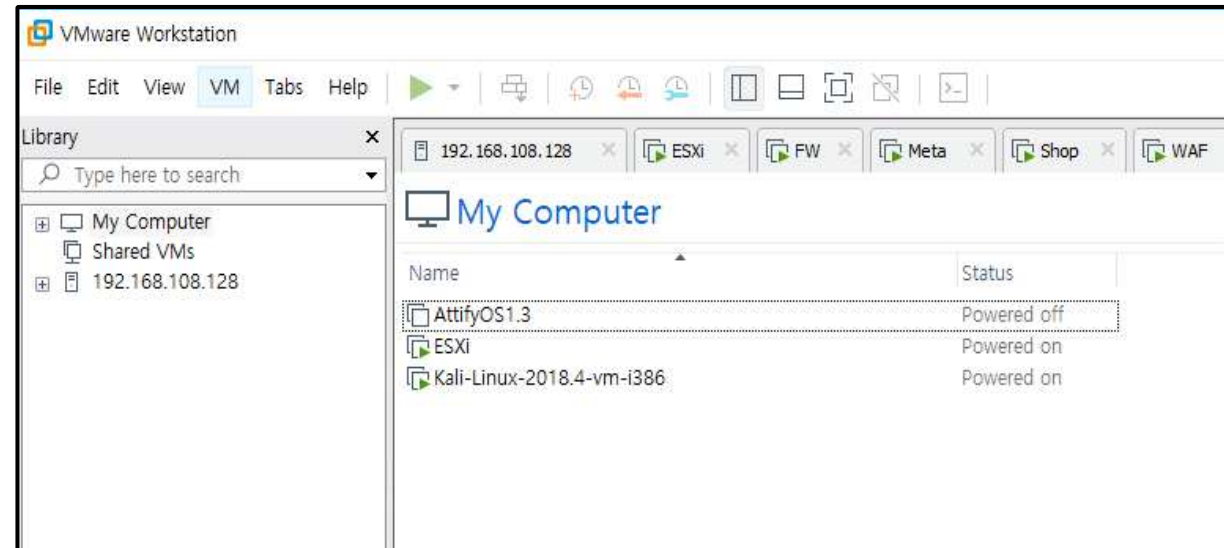 VMware Workstation
File Edit View VM Tabs Help
Library
192.168.108.128 ESXi FW Meta Shop WAF
Type here to search
My Computer
My Computer
Shared VMs
192.168.108.128
Name Status
AttifyOS1.3 Powered off
ESXi Powered on
Kali-Linux-2018.4-vm-i386 Powered on